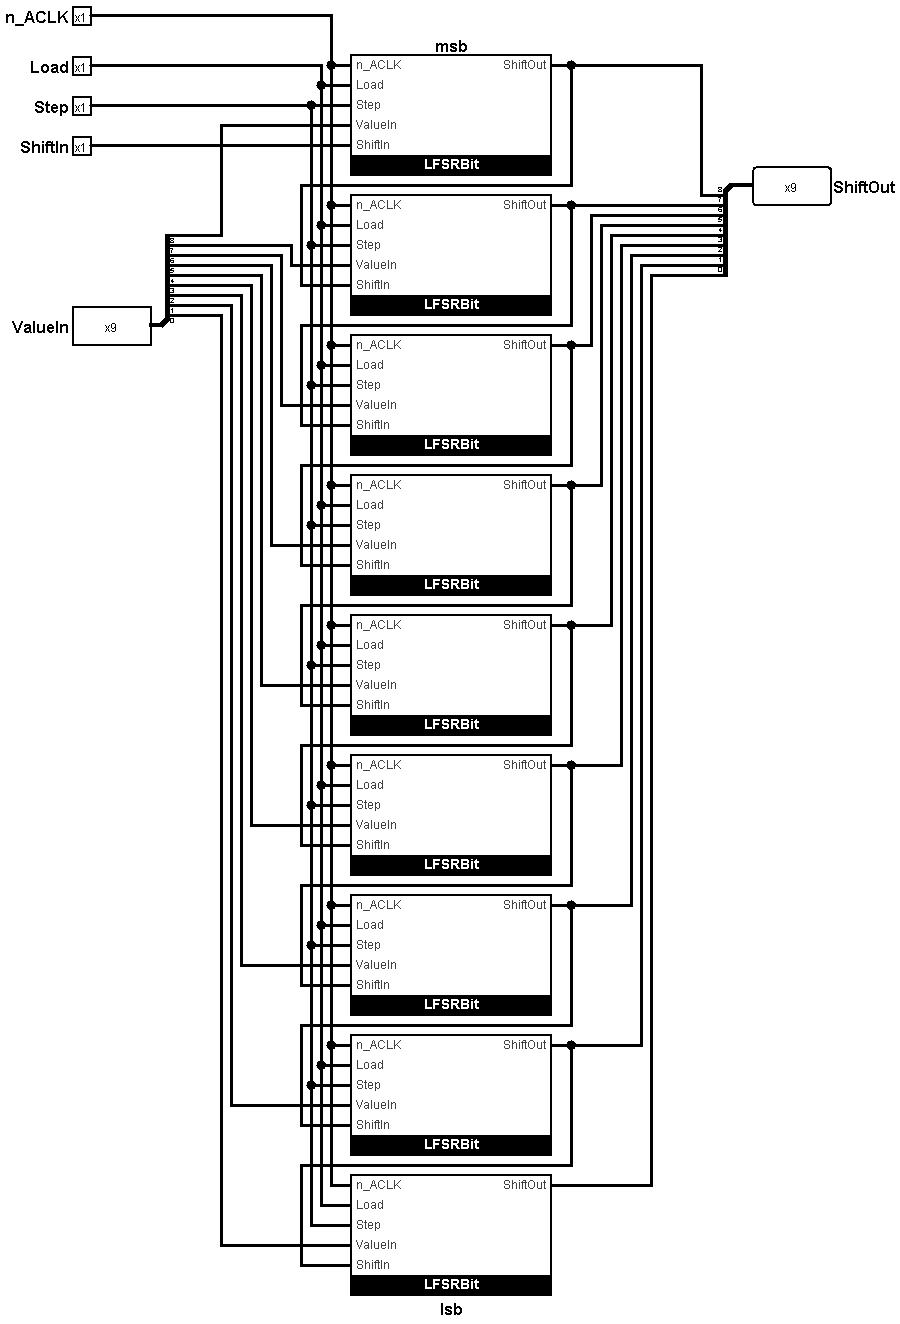 n_ACLK x1
Load x1
Step x1
ShiftIn x1
msb
n_ACLK ShiftOut
Load
Step
ValueIn
ShiftIn
LFSRBit
n_ACLK ShiftOut
Load
Step
ValueIn
ShiftIn
LFSRBit
n_ACLK ShiftOut
Load
Step
ValueIn
ShiftIn
LFSRBit
n_ACLK ShiftOut
Load
Step
ValueIn
ShiftIn
LFSRBit
n_ACLK ShiftOut
Load
Step
ValueIn
ShiftIn
LFSRBit
n_ACLK ShiftOut
Load
Step
ValueIn
ShiftIn
LFSRBit
n_ACLK ShiftOut
Load
Step
ValueIn
ShiftIn
LFSRBit
n_ACLK ShiftOut
Load
Step
ValueIn
ShiftIn
LFSRBit
n_ACLK ShiftOut
Load
Step
ValueIn
ShiftIn
LFSRBit
lsb
ValueIn x9
8
7
6
5
4
3
2
1
0
x9 ShiftOut
8
7
6
5
4
3
2
1
0